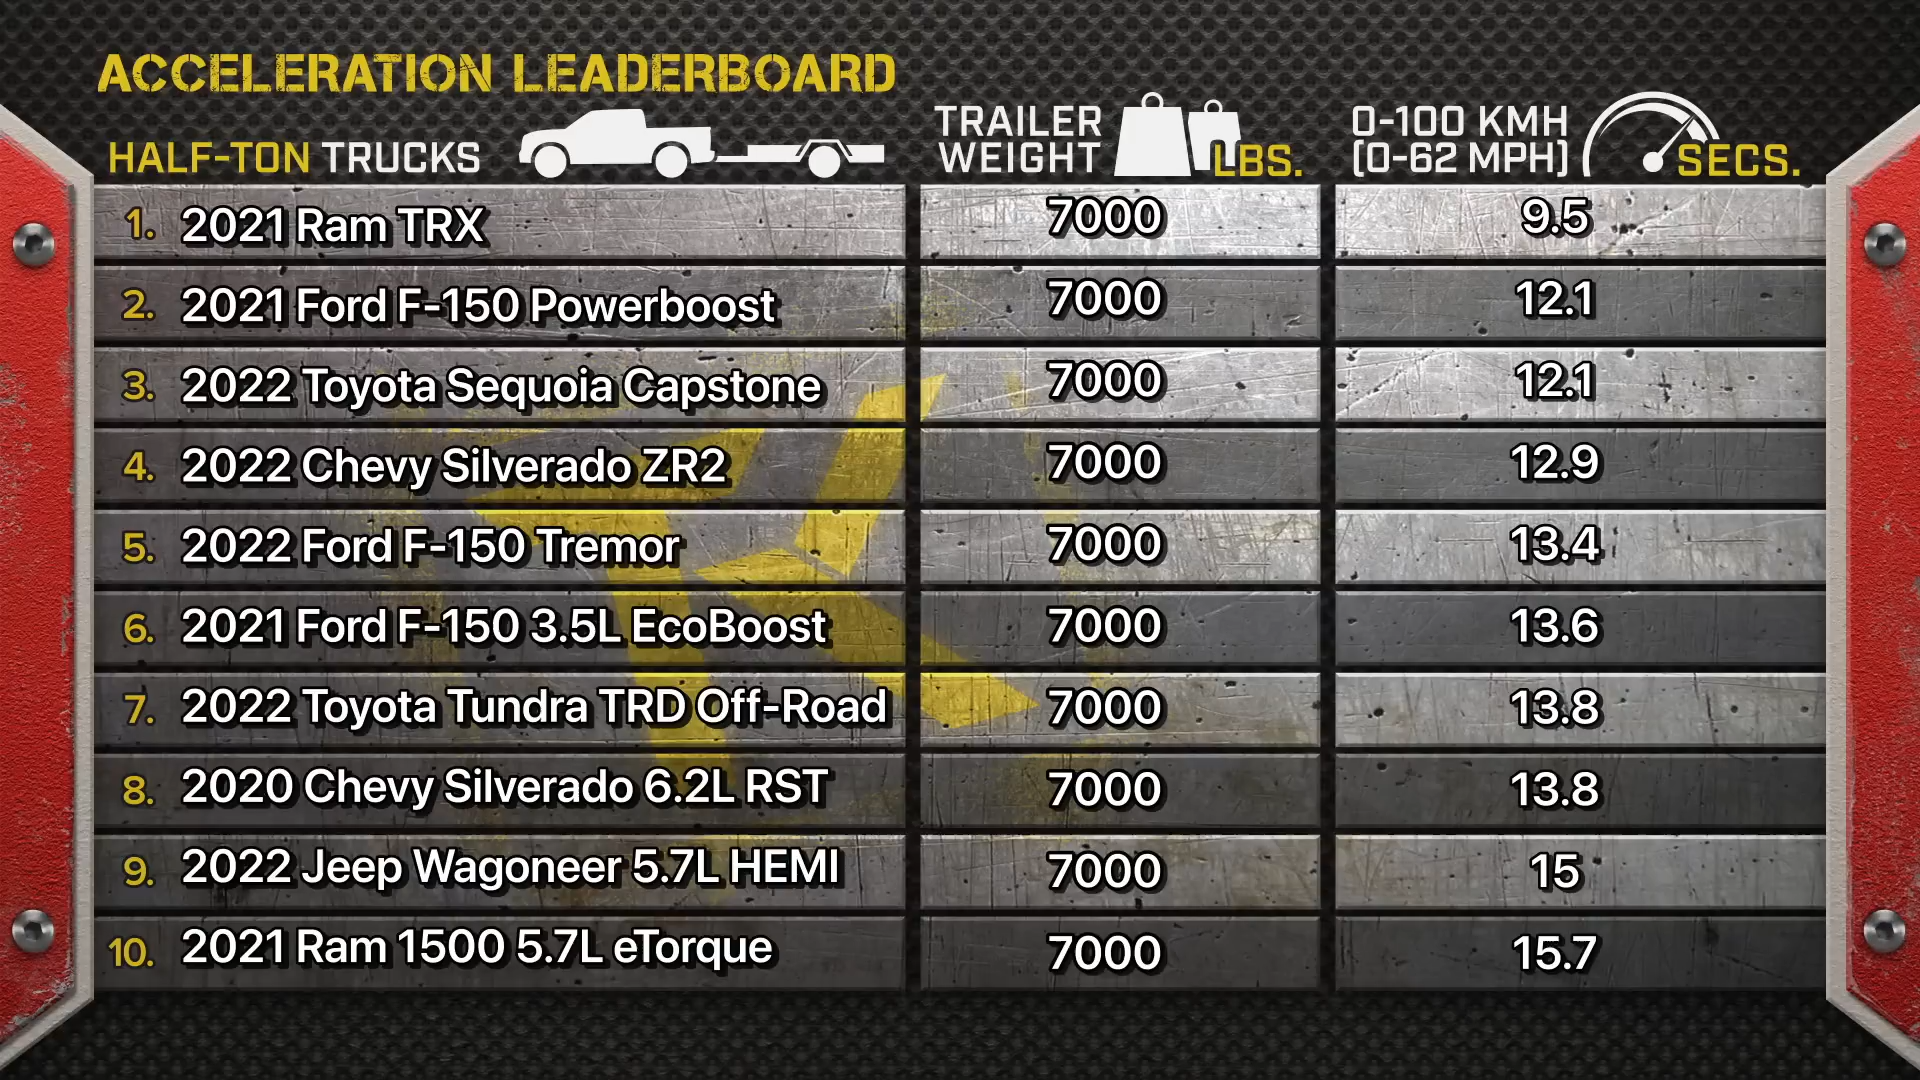 ACCELERATION LEADERBOARD
HALF-TON TRUCKS
TRAILER
WEIGHT LBS.
0-100 KMH
(0-62 MPH) SECS.
1. 2021 Ram TRX 7000 9.5
2. 2021 Ford F-150 Powerboost 7000 12.1
3. 2022 Toyota Sequoia Capstone 7000 12.1
4. 2022 Chevy Silverado ZR2 7000 12.9
5. 2022 Ford F-150 Tremor 7000 13.4
6. 2021 Ford F-150 3.5L EcoBoost 7000 13.6
7. 2022 Toyota Tundra TRD Off-Road 7000 13.8
8. 2020 Chevy Silverado 6.2L RST 7000 13.8
9. 2022 Jeep Wagoneer 5.7L HEMI 7000 15
10. 2021 Ram 1500 5.7L eTorque 7000 15.7